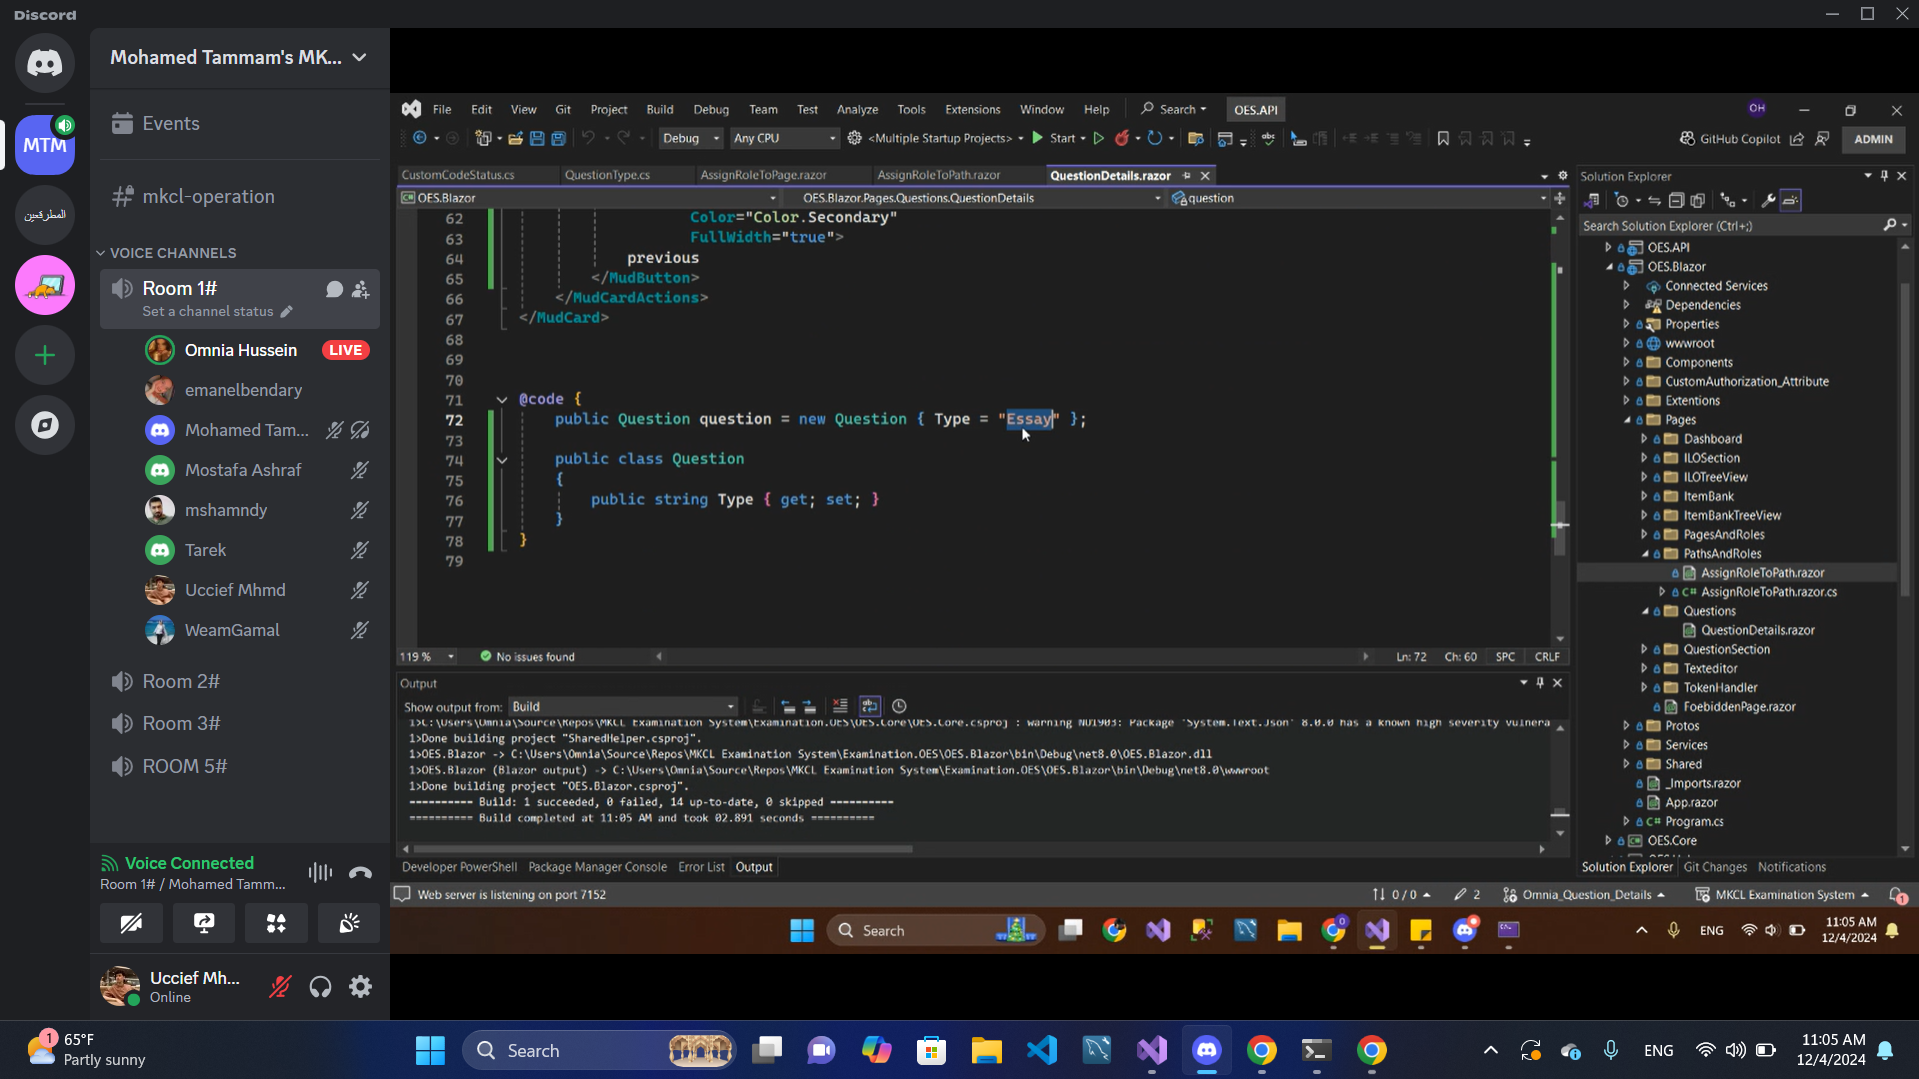 Discord
Mohamed Tammam's MK...
Events
MTM
mkcl-operation
المطرقعين
VOICE CHANNELS
Room 1#
Set a channel status
Omnia Hussein
LIVE
emanelbendary
Mohamed Tam...
Mostafa Ashraf
mshamndy
Tarek
Uccief Mhmd
WeamGamal
Room 2#
Room 3#
ROOM 5#
Voice Connected
Room 1# / Mohamed Tamm...
Uccief Mh...
Online
File Edit View Git Project Build Debug Team Test Analyze Tools Extensions Window Help Search OES.API
OH
Debug Any CPU <Multiple Startup Projects> Start
GitHub Copilot ADMIN
CustomCodeStatus.cs QuestionType.cs AssignRoleToPage.razor AssignRoleToPath.razor QuestionDetails.razor
OES.Blazor OES.Blazor.Pages.Questions.QuestionDetails question
62 Color="Color.Secondary"
63 FullWidth="true">
64 previous
65 </MudButton>
66 </MudCardActions>
67 </MudCard>
68
69
70
71 @code {
72 public Question question = new Question { Type = "Essay" };
73
74 public class Question
75 {
76 public string Type { get; set; }
77 }
78 }
79
119 % No issues found Ln: 72 Ch: 60 SPC CRLF
Output
Show output from: Build
1>C:\Users\Omnia\Source\Repos\MKCL Examination System\Examination.OES\OES.Core\OES.Core.csproj : warning NU1903: Package 'System.Text.Json' 8.0.0 has a known high severity vulnera
1>Done building project "SharedHelper.csproj".
1>OES.Blazor -> C:\Users\Omnia\Source\Repos\MKCL Examination System\Examination.OES\OES.Blazor\bin\Debug\net8.0\OES.Blazor.dll
1>OES.Blazor (Blazor output) -> C:\Users\Omnia\Source\Repos\MKCL Examination System\Examination.OES\OES.Blazor\bin\Debug\net8.0\wwwroot
1>Done building project "OES.Blazor.csproj".
========== Build: 1 succeeded, 0 failed, 14 up-to-date, 0 skipped ==========
========== Build completed at 11:05 AM and took 02.891 seconds ==========
Developer PowerShell Package Manager Console Error List Output
Solution Explorer
Search Solution Explorer (Ctrl+;)
OES.API
OES.Blazor
Connected Services
Dependencies
Properties
wwwroot
Components
CustomAuthorization_Attribute
Extensions
Pages
Dashboard
ILOSection
ILOTreeView
ItemBank
ItemBankTreeView
PagesAndRoles
PathsAndRoles
AssignRoleToPath.razor
C# AssignRoleToPath.razor.cs
Questions
QuestionDetails.razor
QuestionSection
Texteditor
TokenHandler
FoebiddenPage.razor
Protos
Services
Shared
_Imports.razor
App.razor
C# Program.cs
OES.Core
Solution Explorer Git Changes Notifications
Web server is listening on port 7152
0 / 0 2 Omnia_Question_Details MKCL Examination System 1
Search
0
ENG
11:05 AM
12/4/2024
1
65°F
Partly sunny
Search
ENG
11:05 AM
12/4/2024